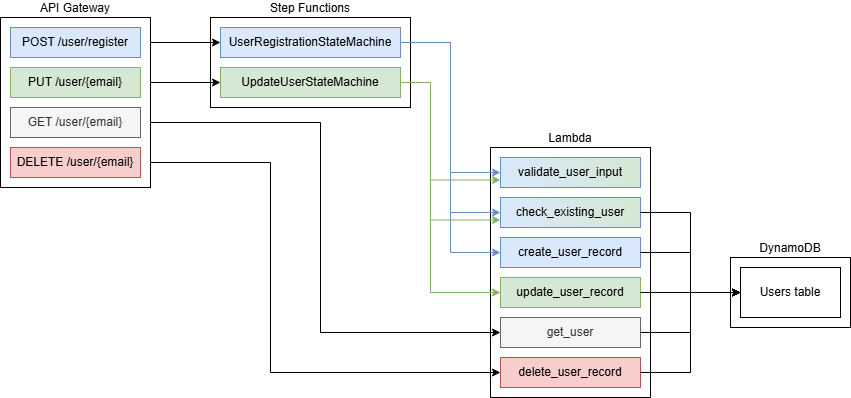 API Gateway
POST /user/register
PUT /user/{email}
GET /user/{email}
DELETE /user/{email}
Step Functions
UserRegistrationStateMachine
UpdateUserStateMachine
Lambda
validate_user_input
check_existing_user
create_user_record
update_user_record
get_user
delete_user_record
DynamoDB
Users table